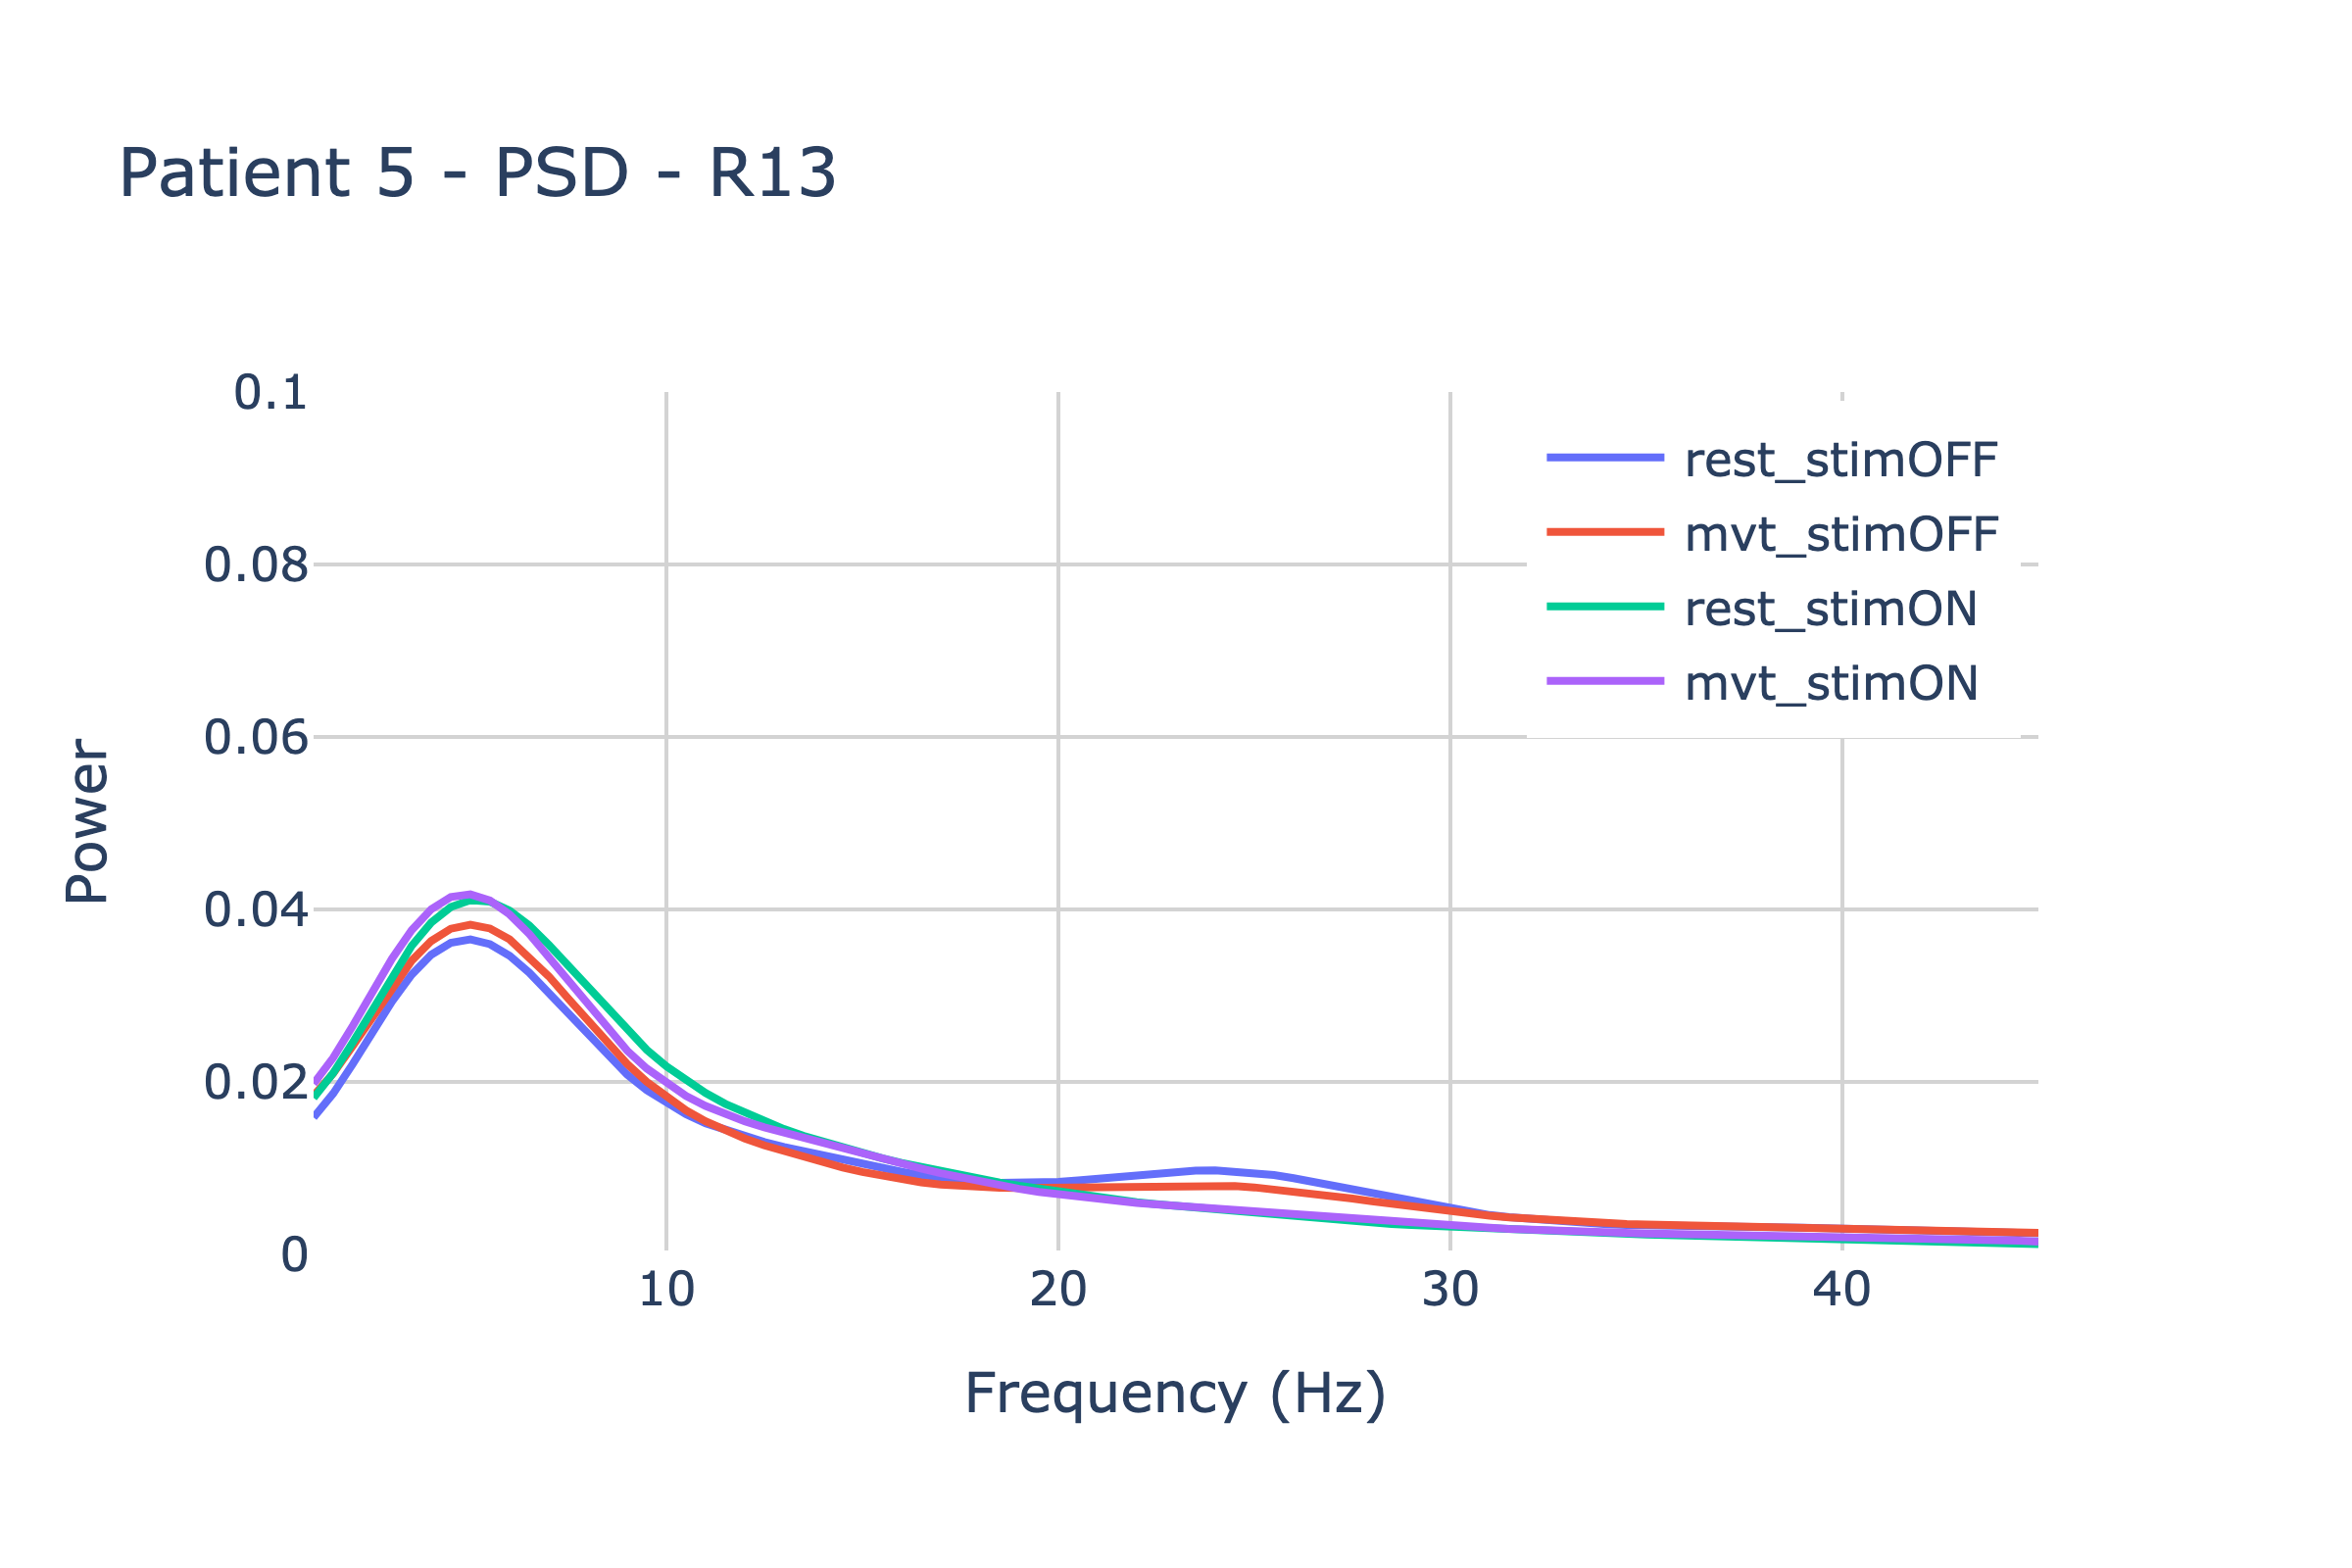 Patient 5 - PSD - R13
0.1
0.08
0.06
0.04
0.02
0
Power
10 20 30 40
Frequency (Hz)
rest_stimOFF
mvt_stimOFF
rest_stimON
mvt_stimON